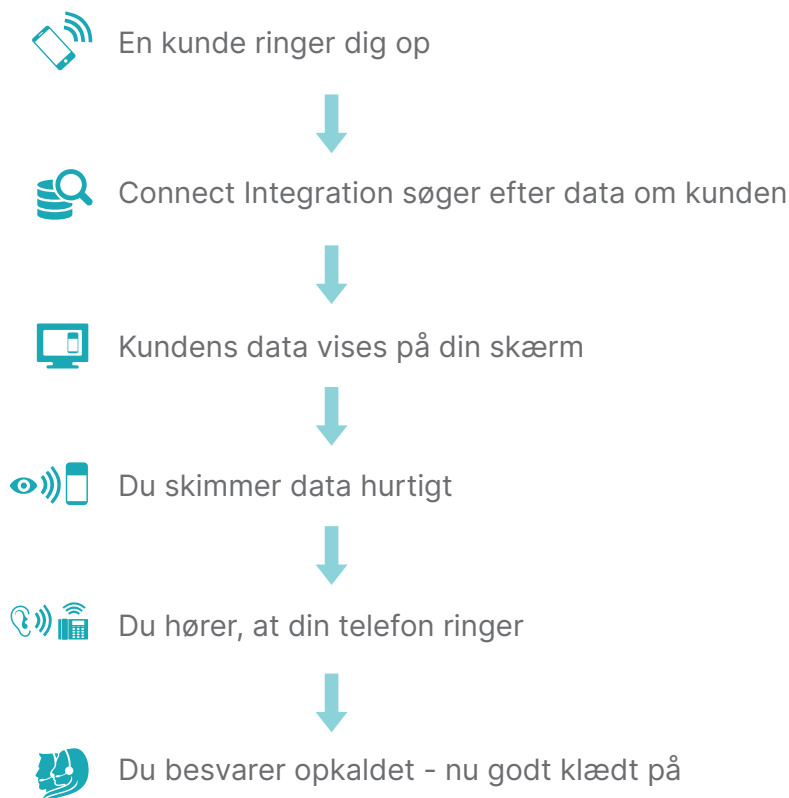 En kunde ringer dig op
Connect Integration søger efter data om kunden
Kundens data vises på din skærm
Du skimmer data hurtigt
Du hører, at din telefon ringer
Du besvarer opkaldet - nu godt klædt på